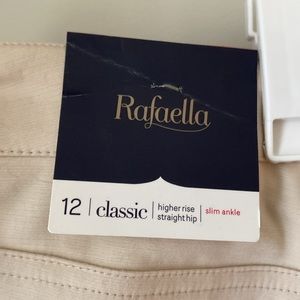 Rafaella
12 | classic | higher rise | slim ankle
straight hip